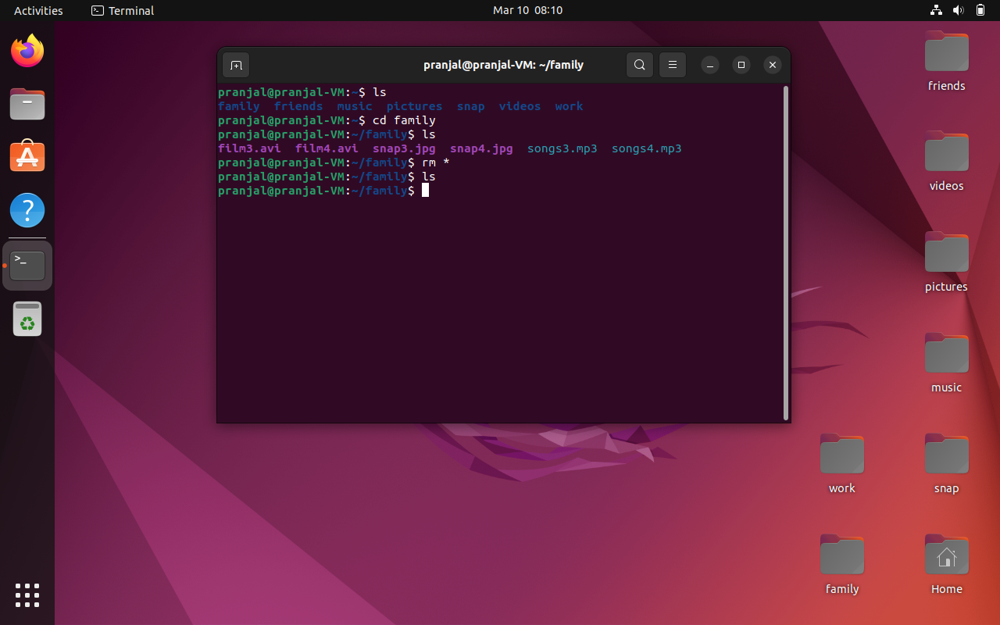 Activities Terminal Mar 10 08:10
pranjal@pranjal-VM: ~/family
pranjal@pranjal-VM:~$ ls
family friends music pictures snap videos work
pranjal@pranjal-VM:~$ cd family
pranjal@pranjal-VM:~/family$ ls
film3.avi film4.avi snap3.jpg snap4.jpg songs3.mp3 songs4.mp3
pranjal@pranjal-VM:~/family$ rm *
pranjal@pranjal-VM:~/family$ ls
pranjal@pranjal-VM:~/family$
friends
videos
pictures
music
work snap
family Home